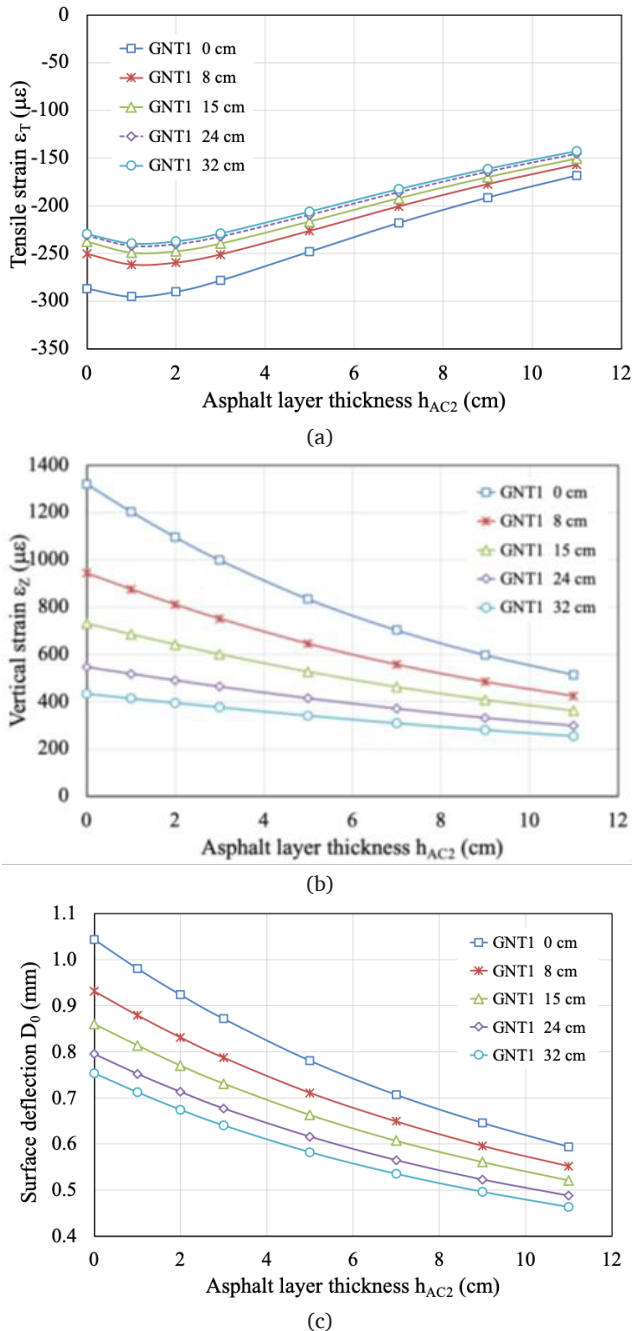 0
-50
-100
-150
-200
-250
-300
-350
Tensile strain εT (με)
GNT1 0 cm
GNT1 8 cm
GNT1 15 cm
GNT1 24 cm
GNT1 32 cm
0 2 4 6 8 10 12
Asphalt layer thickness hAC2 (cm)
(a)
1400
1200
1000
800
600
400
200
0
Vertical strain εZ (με)
GNT1 0 cm
GNT1 8 cm
GNT1 15 cm
GNT1 24 cm
GNT1 32 cm
0 2 4 6 8 10 12
Asphalt layer thickness hAC2 (cm)
(b)
1.1
1.0
0.9
0.8
0.7
0.6
0.5
0.4
Surface deflection D0 (mm)
GNT1 0 cm
GNT1 8 cm
GNT1 15 cm
GNT1 24 cm
GNT1 32 cm
0 2 4 6 8 10 12
Asphalt layer thickness hAC2 (cm)
(c)